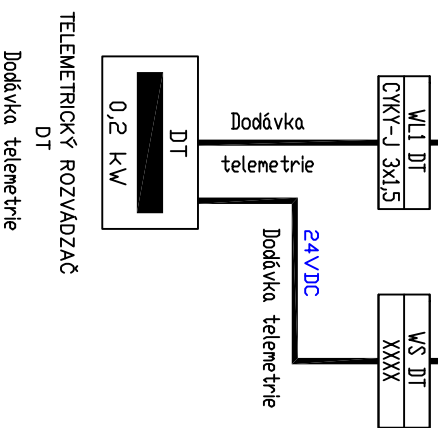 WL1 DT
CYKY-J 3x1,5
WS DT
XXXX
Dodávka
telemetrie
24VDC
Dodávka telemetrie
DT
0,2 kW
TELEMETRICKÝ ROZVÁDZAČ
DT
Dodávka telemetrie